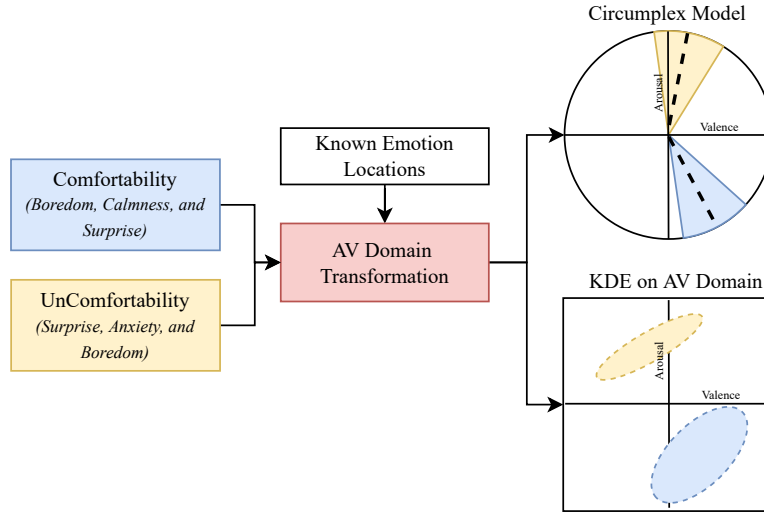 Circumplex Model
Arousal
Valence
Known Emotion
Locations
Comfortability
(Boredom, Calmness, and
Surprise)
AV Domain
Transformation
UnComfortability
(Surprise, Anxiety, and
Boredom)
KDE on AV Domain
Arousal
Valence